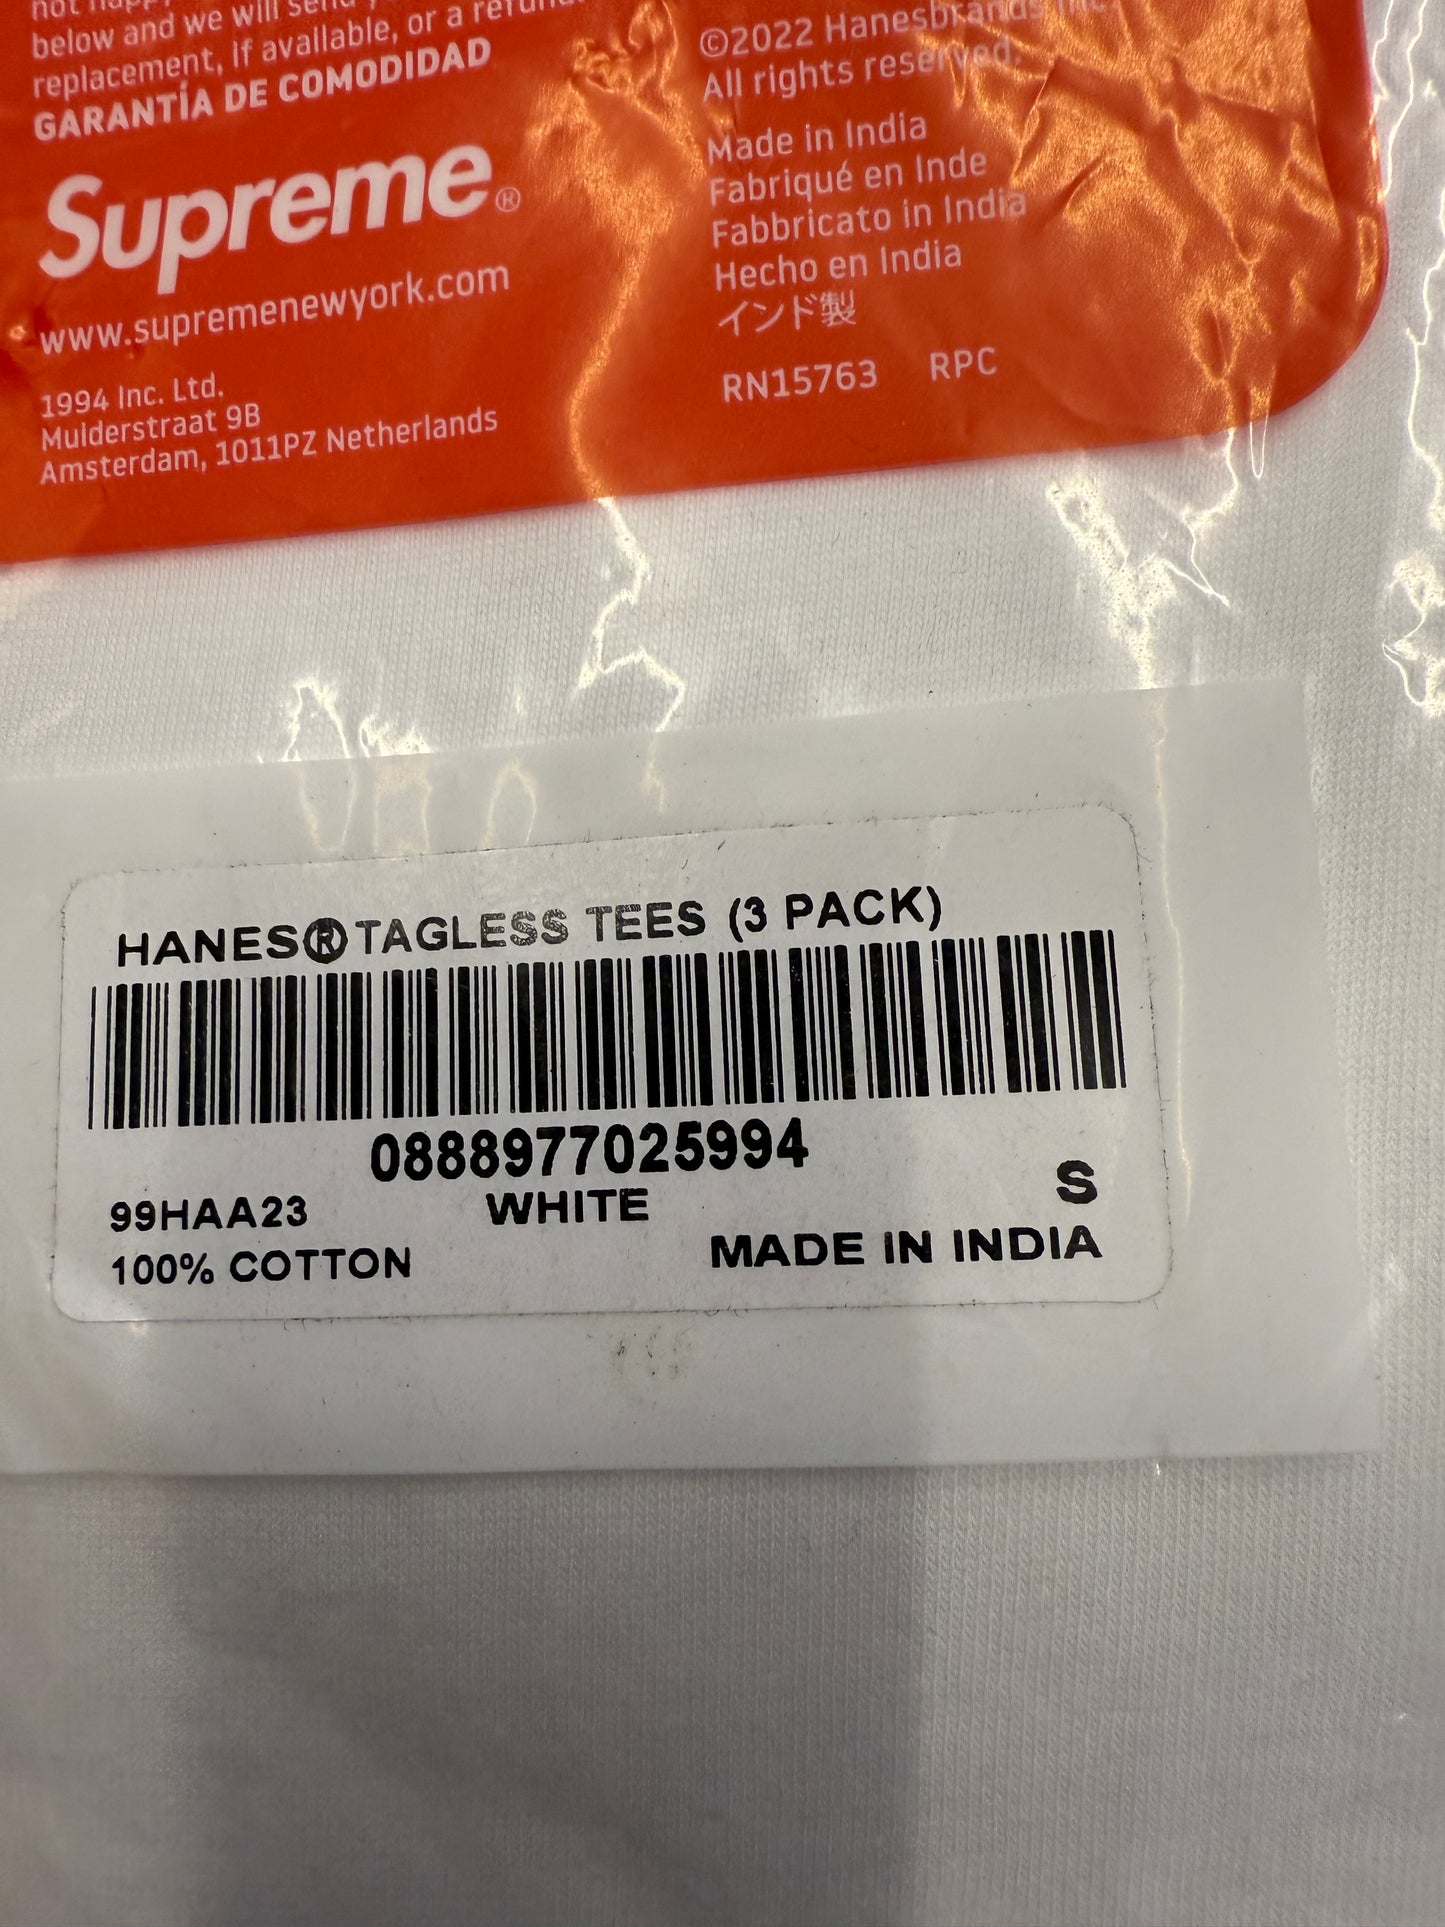 not happy
below and we will send
replacement, if available, or a refund.
GARANTÍA DE COMODIDAD
Supreme®
www.supremenewyork.com
1994 Inc. Ltd.
Muiderstraat 9B
Amsterdam, 1011PZ Netherlands
©2022 Hanesbrands Inc.
All rights reserved.
Made in India
Fabriqué en Inde
Fabbricato in India
Hecho en India
インド製
RN15763 RPC
HANES®TAGLESS TEES (3 PACK)
0888977025994
99HAA23 WHITE S
100% COTTON MADE IN INDIA